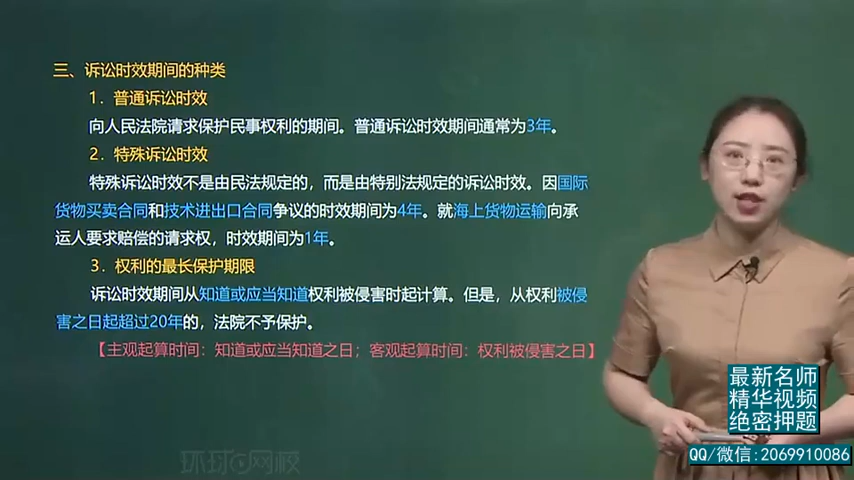 三、诉讼时效期间的种类
1．普通诉讼时效
向人民法院请求保护民事权利的期间。普通诉讼时效期间通常为3年。
2．特殊诉讼时效
特殊诉讼时效不是由民法规定的，而是由特别法规定的诉讼时效。因国际
货物买卖合同和技术进出口合同争议的时效期间为4年。就海上货物运输向承
运人要求赔偿的请求权，时效期间为1年。
3．权利的最长保护期限
诉讼时效期间从知道或应当知道权利被侵害时起计算。但是，从权利被侵
害之日起超过20年的，法院不予保护。
【主观起算时间：知道或应当知道之日；客观起算时间：权利被侵害之日】
最新名师
精华视频
绝密押题
QQ/微信:2069910086
环球网校